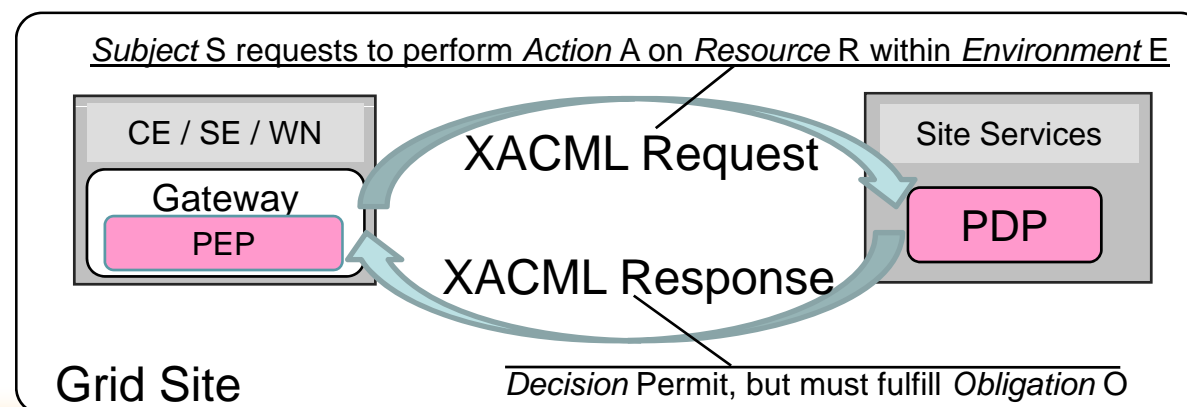 Subject S requests to perform Action A on Resource R within Environment E
CE / SE / WN
Gateway
PEP
XACML Request
Site Services
PDP
XACML Response
Grid Site
Decision Permit, but must fulfill Obligation O